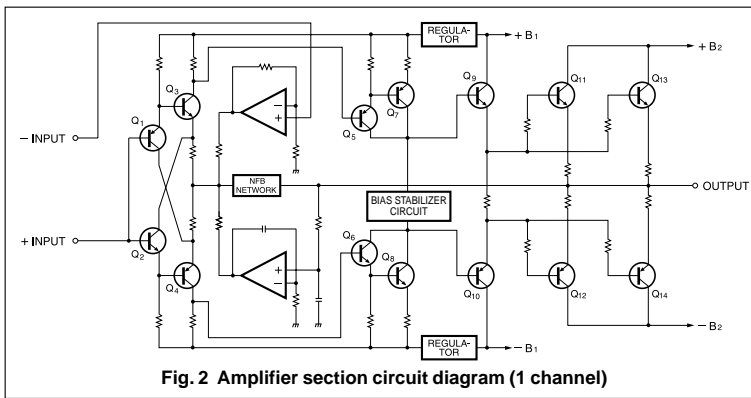 REGULA-
TOR
+ B1
+ B2
Q9
Q11
Q13
Q3
Q7
Q1
Q5
−
+
− INPUT
NFB
NETWORK
OUTPUT
BIAS STABILIZER
CIRCUIT
+ INPUT
Q2
Q6
+
−
Q8
Q4
Q10
Q12
Q14
− B2
REGULA-
TOR
− B1
Fig. 2 Amplifier section circuit diagram (1 channel)